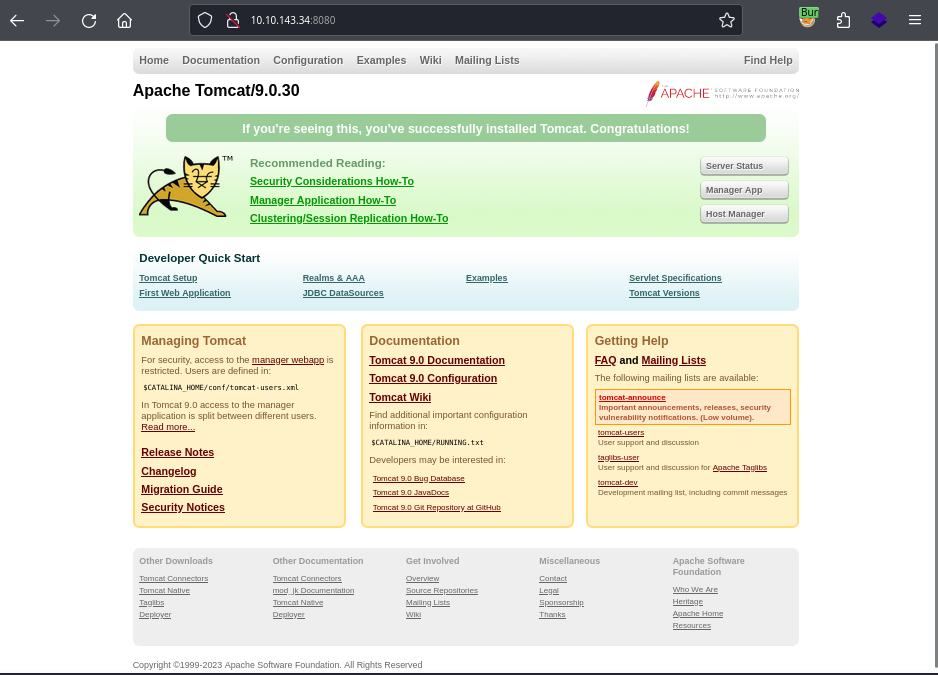 10.10.143.34:8080
Bur
Home Documentation Configuration Examples Wiki Mailing Lists Find Help
Apache Tomcat/9.0.30
APACHE SOFTWARE FOUNDATION
http://www.apache.org/
If you're seeing this, you've successfully installed Tomcat. Congratulations!
TM
Recommended Reading:
Security Considerations How-To
Manager Application How-To
Clustering/Session Replication How-To
Server Status
Manager App
Host Manager
Developer Quick Start
Tomcat Setup
First Web Application
Realms & AAA
JDBC DataSources
Examples
Servlet Specifications
Tomcat Versions
Managing Tomcat
For security, access to the manager webapp is
restricted. Users are defined in:
$CATALINA_HOME/conf/tomcat-users.xml
In Tomcat 9.0 access to the manager
application is split between different users.
Read more...
Release Notes
Changelog
Migration Guide
Security Notices
Documentation
Tomcat 9.0 Documentation
Tomcat 9.0 Configuration
Tomcat Wiki
Find additional important configuration
information in:
$CATALINA_HOME/RUNNING.txt
Developers may be interested in:
Tomcat 9.0 Bug Database
Tomcat 9.0 JavaDocs
Tomcat 9.0 Git Repository at GitHub
Getting Help
FAQ and Mailing Lists
The following mailing lists are available:
tomcat-announce
Important announcements, releases, security
vulnerability notifications. (Low volume).
tomcat-users
User support and discussion
taglibs-user
User support and discussion for Apache Taglibs
tomcat-dev
Development mailing list, including commit messages
Other Downloads
Tomcat Connectors
Tomcat Native
Taglibs
Deployer
Other Documentation
Tomcat Connectors
mod_jk Documentation
Tomcat Native
Deployer
Get Involved
Overview
Source Repositories
Mailing Lists
Wiki
Miscellaneous
Contact
Legal
Sponsorship
Thanks
Apache Software
Foundation
Who We Are
Heritage
Apache Home
Resources
Copyright ©1999-2023 Apache Software Foundation. All Rights Reserved